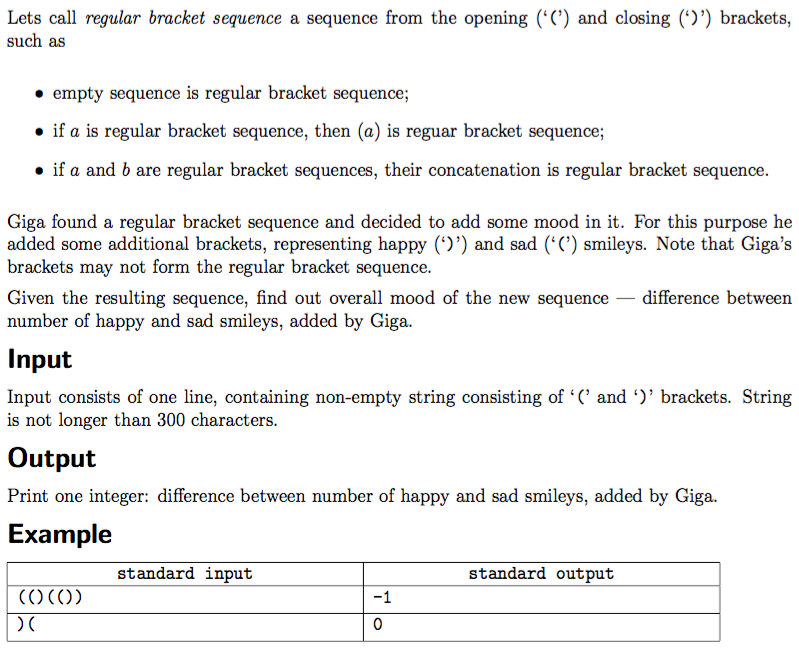 Lets call regular bracket sequence a sequence from the opening (‘(’) and closing (‘)’) brackets,
such as
• empty sequence is regular bracket sequence;
• if a is regular bracket sequence, then (a) is reguar bracket sequence;
• if a and b are regular bracket sequences, their concatenation is regular bracket sequence.
Giga found a regular bracket sequence and decided to add some mood in it. For this purpose he
added some additional brackets, representing happy (‘)’) and sad (‘(’) smileys. Note that Giga’s
brackets may not form the regular bracket sequence.
Given the resulting sequence, find out overall mood of the new sequence — difference between
number of happy and sad smileys, added by Giga.
Input
Input consists of one line, containing non-empty string consisting of ‘(’ and ‘)’ brackets. String
is not longer than 300 characters.
Output
Print one integer: difference between number of happy and sad smileys, added by Giga.
Example
standard input standard output
(()(()) -1
)( 0